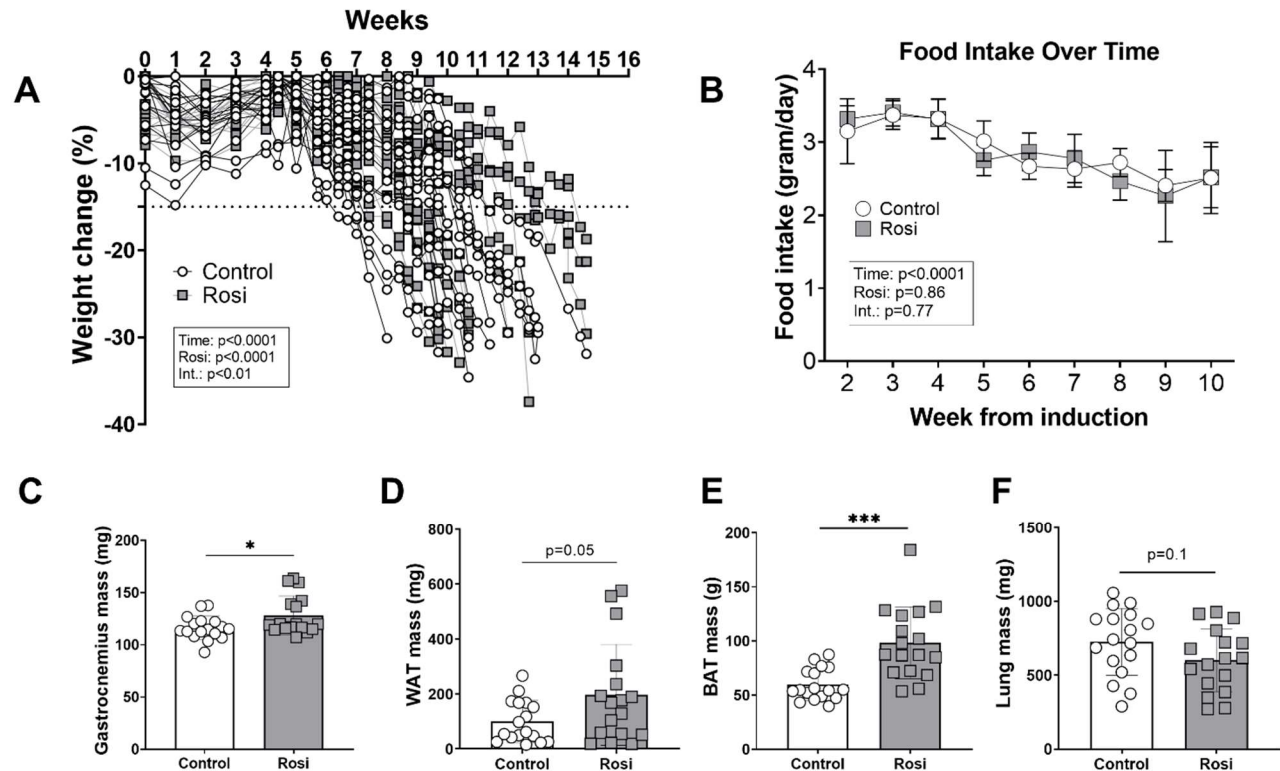 A
Weeks
0 1 2 3 4 5 6 7 8 9 10 11 12 13 14 15 16
Weight change (%)
0
-10
-20
-30
-40
Control
Rosi
Time: p<0.0001
Rosi: p<0.0001
Int.: p<0.01
B
Food Intake Over Time
Food intake (gram/day)
4
3
2
1
0
Control
Rosi
Time: p<0.0001
Rosi: p=0.86
Int.: p=0.77
2 3 4 5 6 7 8 9 10
Week from induction
C
Gastrocnemius mass (mg)
200
150
100
50
0
*
Control Rosi
D
WAT mass (mg)
800
600
400
200
0
p=0.05
Control Rosi
E
BAT mass (g)
200
150
100
50
0
***
Control Rosi
F
Lung mass (mg)
1500
1000
500
0
p=0.1
Control Rosi